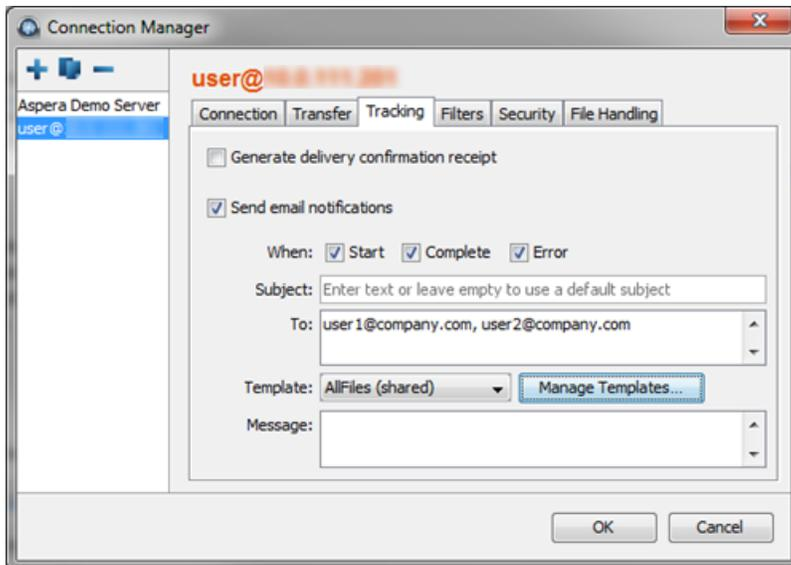 Connection Manager
Aspera Demo Server
user@
user@
Connection Transfer Tracking Filters Security File Handling
Generate delivery confirmation receipt
Send email notifications
When: Start Complete Error
Subject: Enter text or leave empty to use a default subject
To: user1@company.com, user2@company.com
Template: AllFiles (shared) Manage Templates...
Message:
OK Cancel